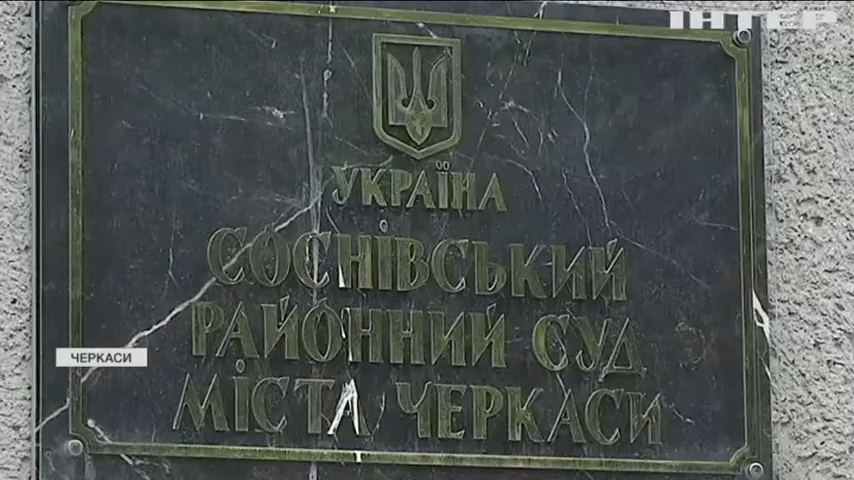 ІНТЕР
УКРАЇНА
СОСНІВСЬКИЙ
РАЙОННИЙ СУД
МІСТА ЧЕРКАСИ
ЧЕРКАСИ